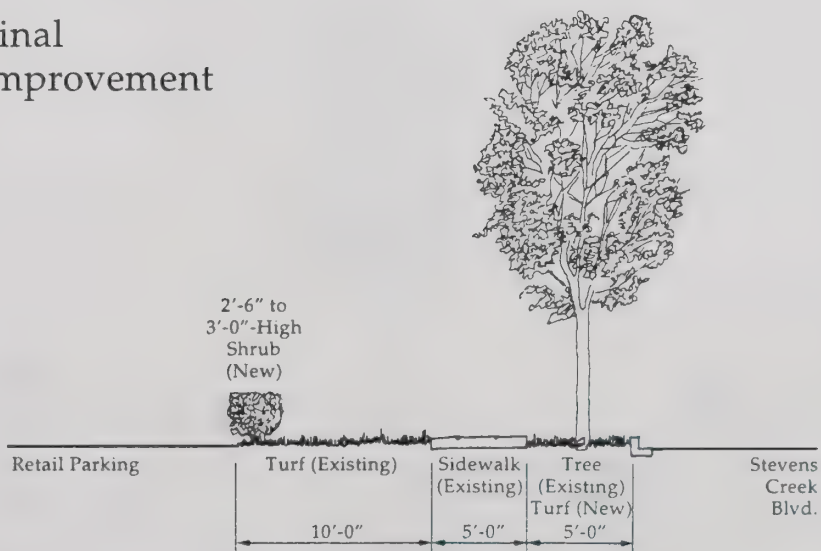 inal
mprovement
2'-6" to
3'-0"-High
Shrub
(New)
Retail Parking
Turf (Existing)
Sidewalk
(Existing)
Tree
(Existing)
Turf (New)
Stevens
Creek
Blvd.
10'-0"
5'-0"
5'-0"